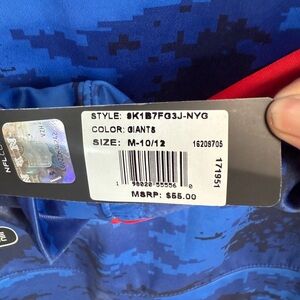 STYLE: 9K1B7FG3J-NYG
COLOR: GIANTS
SIZE: M-10/12
16208705
171951
MSRP: $55.00